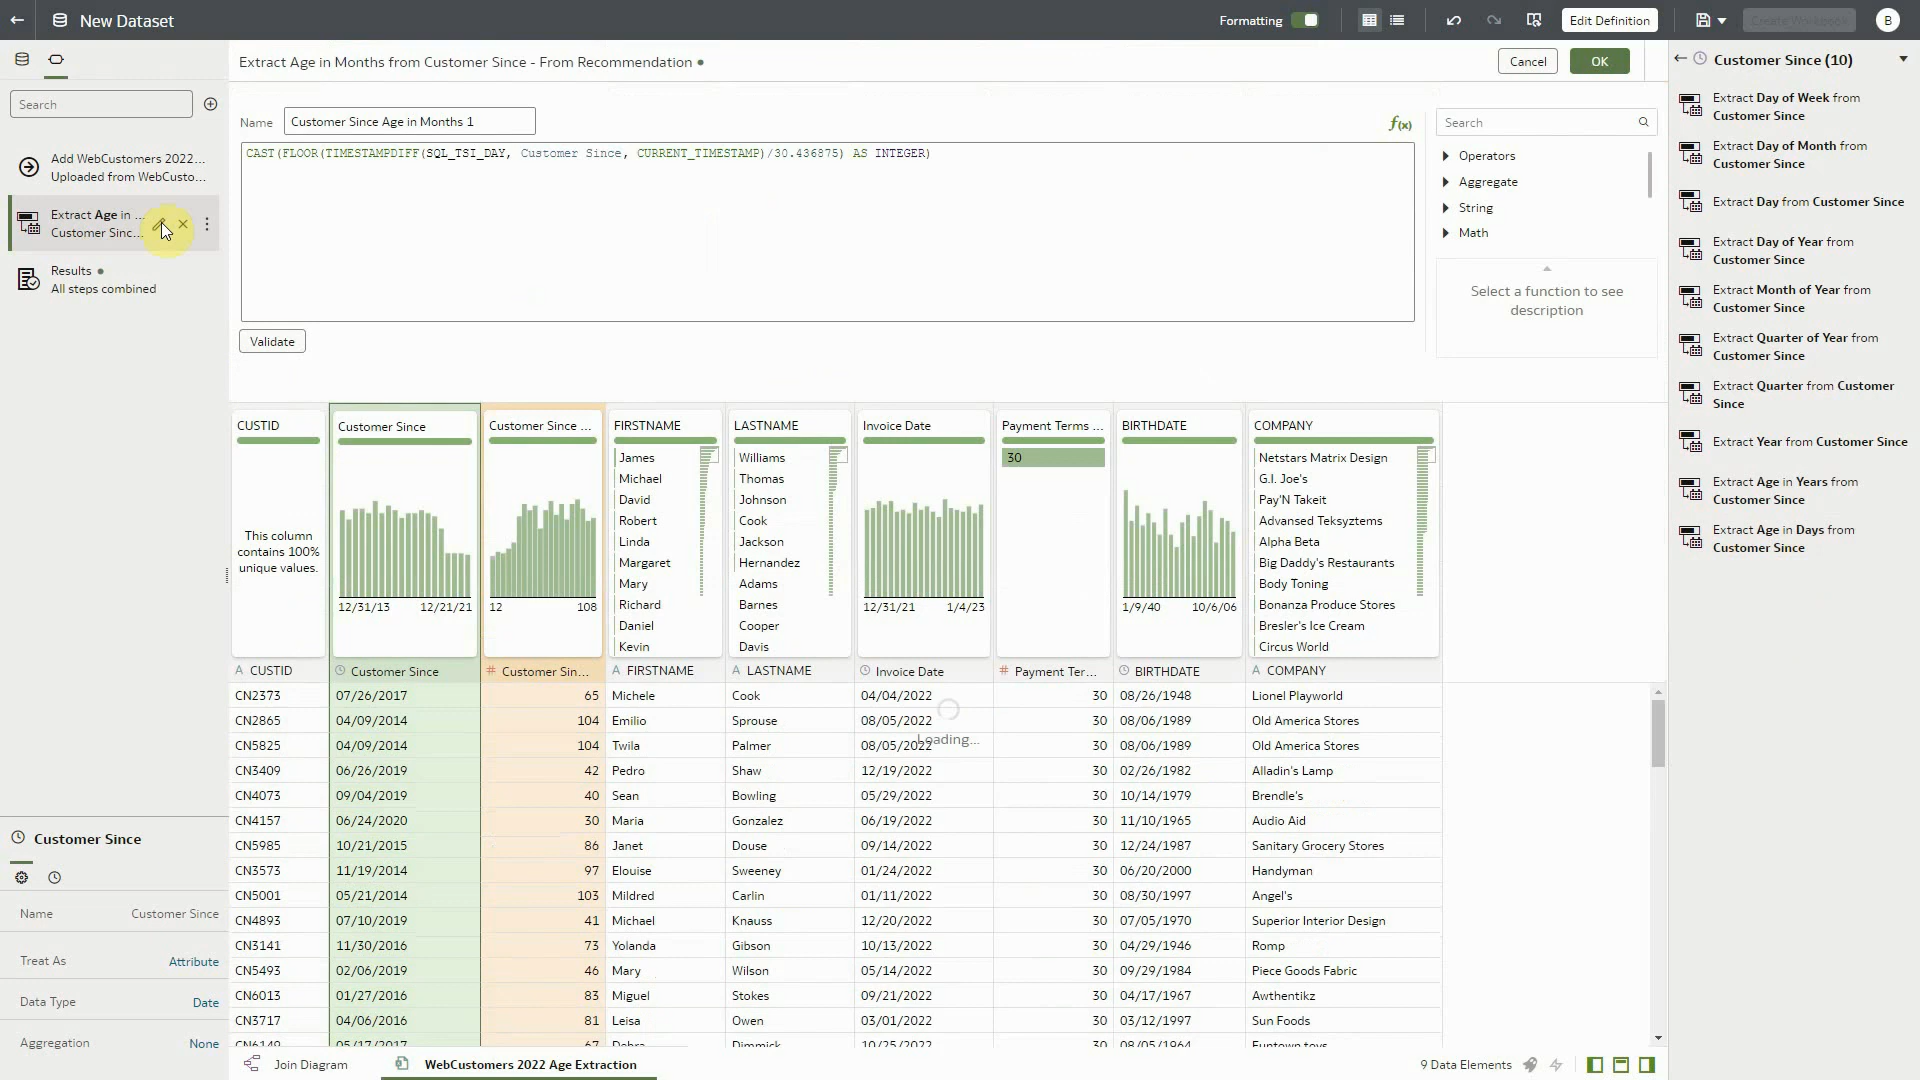 New Dataset
Formatting
Edit Definition
Create Workbook
B
Search
Add WebCustomers 2022...
Uploaded from WebCusto...
Extract Age in ...
Customer Sinc...
Results
All steps combined
Extract Age in Months from Customer Since - From Recommendation
Cancel
OK
Name
Customer Since Age in Months 1
f(x)
CAST(FLOOR(TIMESTAMPDIFF(SQL_TSI_DAY, Customer Since, CURRENT_TIMESTAMP)/30.436875) AS INTEGER)
Validate
Search
Operators
Aggregate
String
Math
Select a function to see
description
Customer Since (10)
Extract Day of Week from
Customer Since
Extract Day of Month from
Customer Since
Extract Day from Customer Since
Extract Day of Year from
Customer Since
Extract Month of Year from
Customer Since
Extract Quarter of Year from
Customer Since
Extract Quarter from Customer
Since
Extract Year from Customer Since
Extract Age in Years from
Customer Since
Extract Age in Days from
Customer Since
CUSTID
This column
contains 100%
unique values.
Customer Since
12/31/13 12/21/21
Customer Since ...
12 108
FIRSTNAME
James
Michael
David
Robert
Linda
Margaret
Mary
Richard
Daniel
Kevin
LASTNAME
Williams
Thomas
Johnson
Cook
Jackson
Hernandez
Adams
Barnes
Cooper
Davis
Invoice Date
12/31/21 1/4/23
Payment Terms ...
30
BIRTHDATE
1/9/40 10/6/06
COMPANY
Netstars Matrix Design
G.I. Joe's
Pay'N Takeit
Advansed Teksyztems
Alpha Beta
Big Daddy's Restaurants
Body Toning
Bonanza Produce Stores
Bresler's Ice Cream
Circus World
A CUSTID Customer Since # Customer Sin... A FIRSTNAME A LASTNAME Invoice Date # Payment Ter... BIRTHDATE A COMPANY
CN2373 07/26/2017 65 Michele Cook 04/04/2022 30 08/26/1948 Lionel Playworld
CN2865 04/09/2014 104 Emilio Sprouse 08/05/2022 30 08/06/1989 Old America Stores
CN5825 04/09/2014 104 Twila Palmer 08/05/2022 30 08/06/1989 Old America Stores
Loading...
CN3409 06/26/2019 42 Pedro Shaw 12/19/2022 30 02/26/1982 Alladin's Lamp
CN4073 09/04/2019 40 Sean Bowling 05/29/2022 30 10/14/1979 Brendle's
CN4157 06/24/2020 30 Maria Gonzalez 06/19/2022 30 11/10/1965 Audio Aid
CN5985 10/21/2015 86 Janet Douse 09/14/2022 30 12/24/1987 Sanitary Grocery Stores
CN3573 11/19/2014 97 Elouise Sweeney 01/24/2022 30 06/20/2000 Handyman
CN5001 05/21/2014 103 Mildred Carlin 01/11/2022 30 08/30/1997 Angel's
CN4893 07/10/2019 41 Michael Knauss 12/20/2022 30 07/05/1970 Superior Interior Design
CN3141 11/30/2016 73 Yolanda Gibson 10/13/2022 30 04/29/1946 Romp
CN5493 02/06/2019 46 Mary Wilson 05/14/2022 30 09/29/1984 Piece Goods Fabric
CN6013 01/27/2016 83 Miguel Stokes 09/21/2022 30 04/17/1967 Awthentikz
CN3717 04/06/2016 81 Leisa Owen 03/01/2022 30 03/12/1997 Sun Foods
CN6149 05/17/2017 67 Debra Dimmick 10/25/2022 30 08/05/1964 Funtown toys
Customer Since
Name Customer Since
Treat As Attribute
Data Type Date
Aggregation None
Join Diagram
WebCustomers 2022 Age Extraction
9 Data Elements